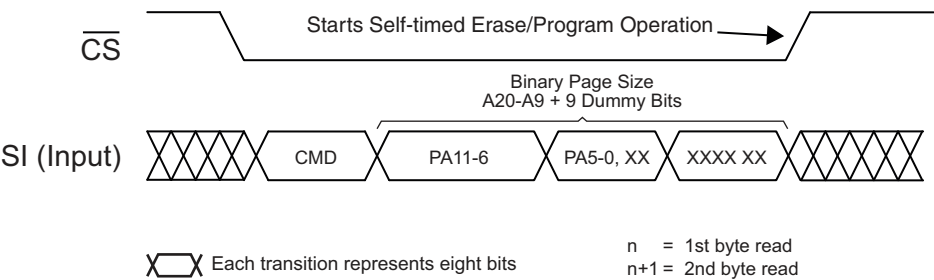 Starts Self-timed Erase/Program Operation
CS
Binary Page Size
A20-A9 + 9 Dummy Bits
SI (Input)
CMD
PA11-6
PA5-0, XX
XXXX XX
Each transition represents eight bits
n = 1st byte read
n+1 = 2nd byte read